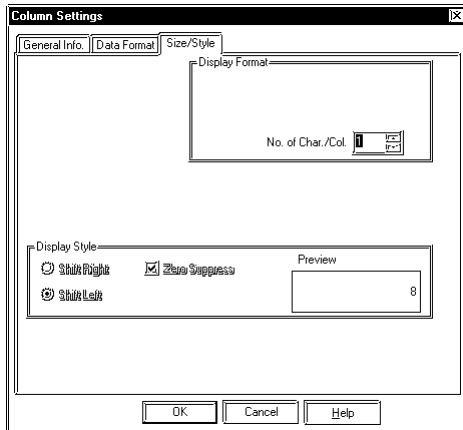 Column Settings
General Info. Data Format Size/Style
Display Format
No. of Char./Col. 1
Display Style
Shift Right Zero Suppress Preview
Shift Left 8
OK Cancel Help